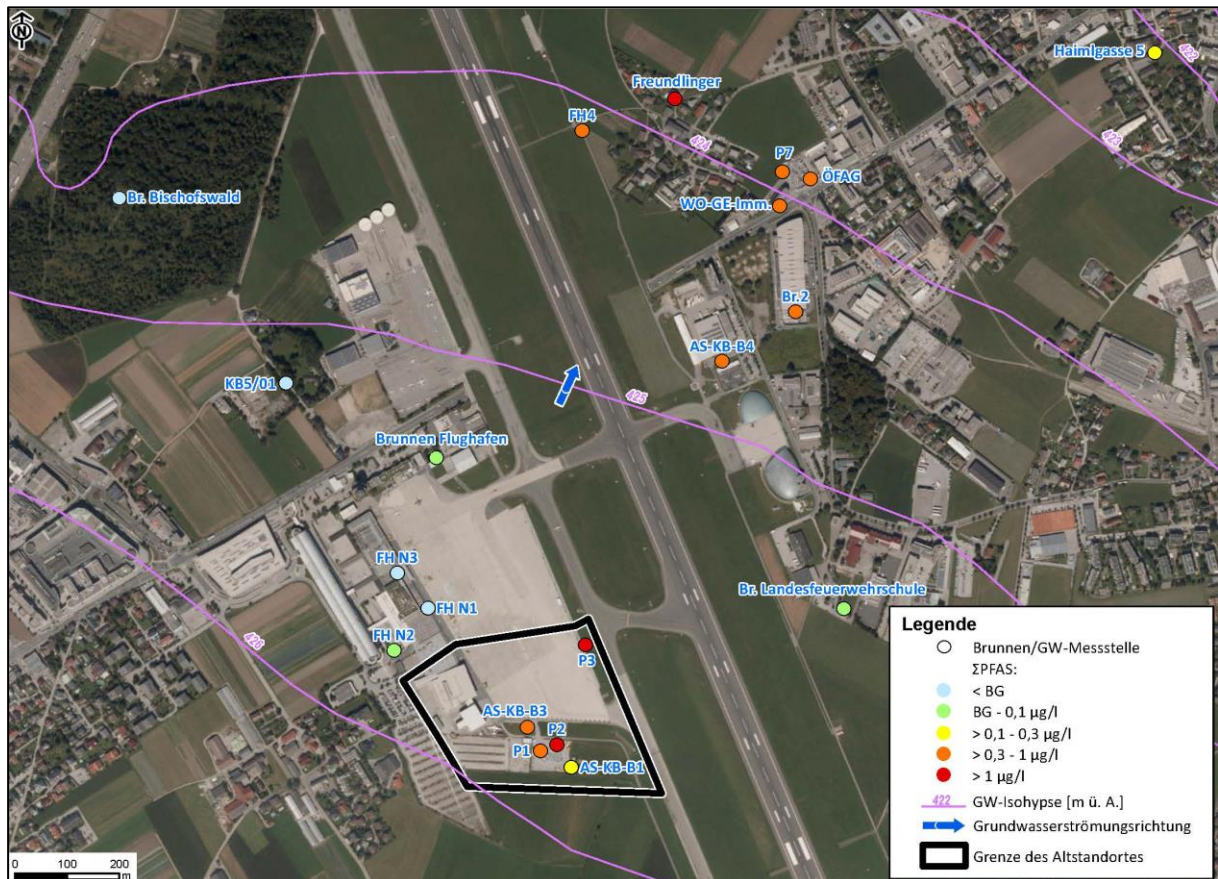 N
422
Haimlgasse 5
Freundlinger
FH4
424
423
P7
ÖFAG
Br. Bischofswald
WO-GE-Imm.
Br.2
AS-KB-B4
KB5/01
425
Brunnen Flughafen
FH N3
FH N1
Br. Landesfeuerwehrschule
426
FH N2
P3
AS-KB-B3
P2
P1
AS-KB-B1
Legende
Brunnen/GW-Messstelle
ΣPFAS:
< BG
BG - 0,1 µg/l
> 0,1 - 0,3 µg/l
> 0,3 - 1 µg/l
> 1 µg/l
422 GW-Isohypse [m ü. A.]
Grundwasserströmungsrichtung
Grenze des Altstandortes
0 100 200
m